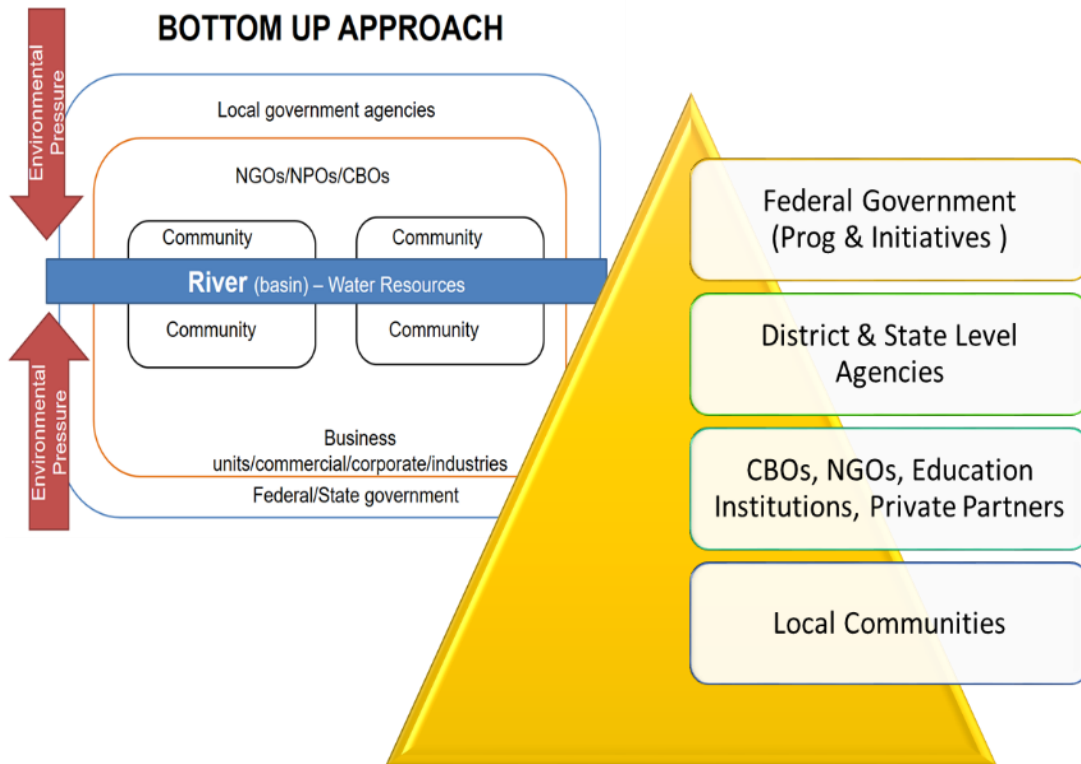 BOTTOM UP APPROACH
Environmental
Pressure
Local government agencies
NGOs/NPOs/CBOs
Community
Community
River (basin) – Water Resources
Community
Community
Environmental
Pressure
Business
units/commercial/corporate/industries
Federal/State government
Federal Government
(Prog & Initiatives )
District & State Level
Agencies
CBOs, NGOs, Education
Institutions, Private Partners
Local Communities